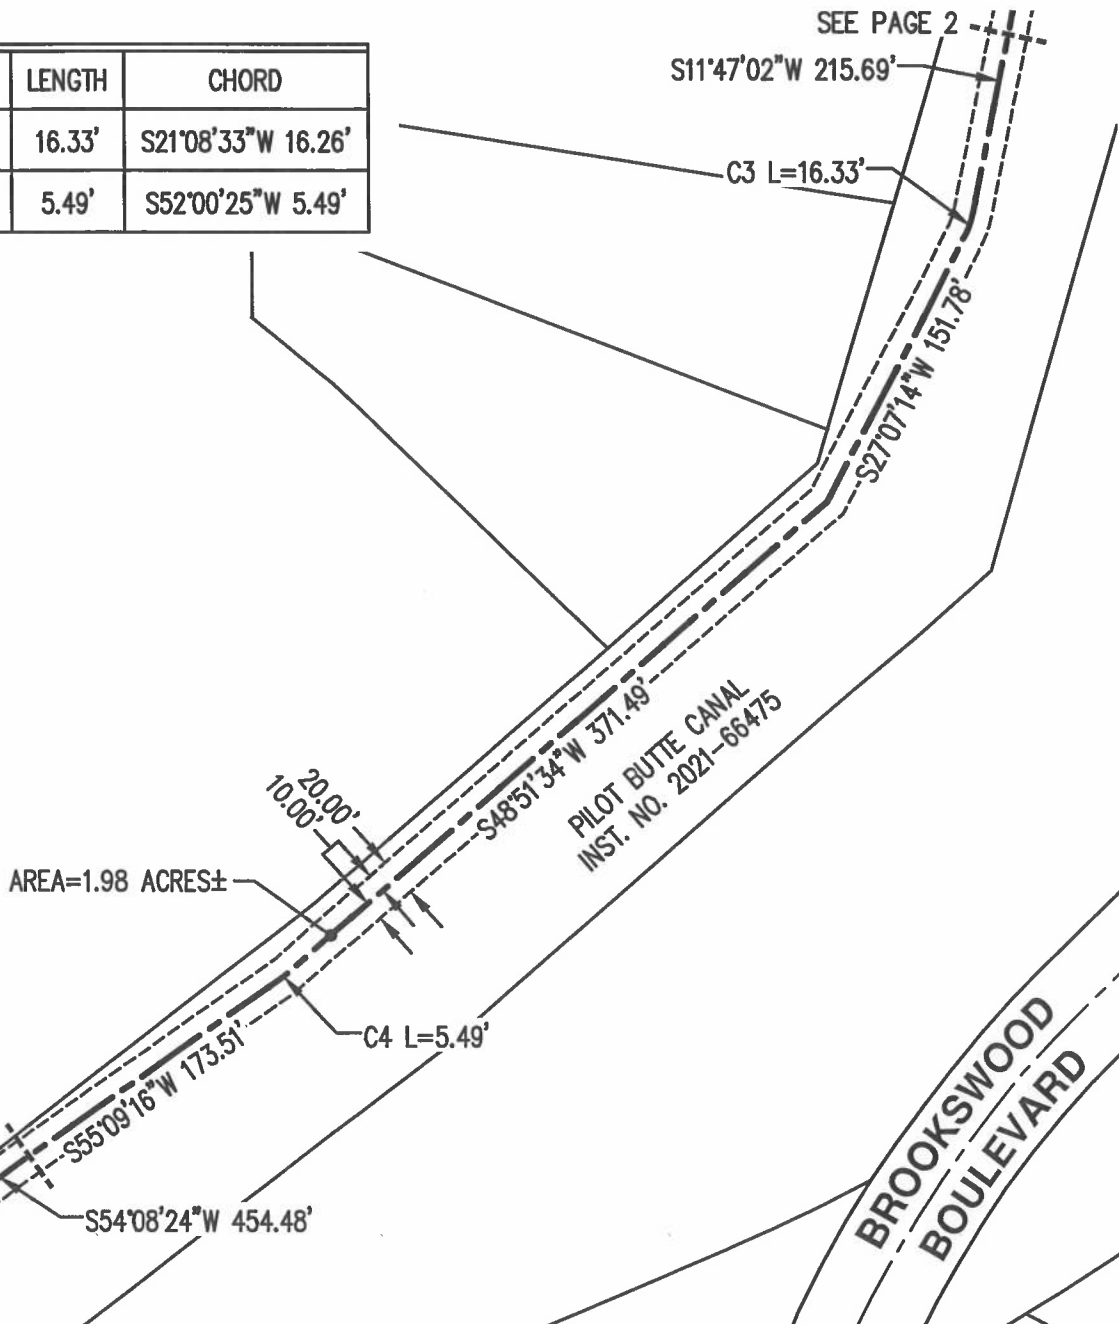 SEE PAGE 2
S11°47'02"W 215.69'
LENGTH CHORD
16.33' S21°08'33"W 16.26'
5.49' S52°00'25"W 5.49'
C3 L=16.33'
S27°07'14"W 151.78'
S48°51'34"W 371.49'
PILOT BUTTE CANAL
INST. NO. 2021-66475
20.00'
10.00'
AREA=1.98 ACRES±
C4 L=5.49'
S55°09'16"W 173.51'
S54°08'24"W 454.48'
BROOKSWOOD
BOULEVARD